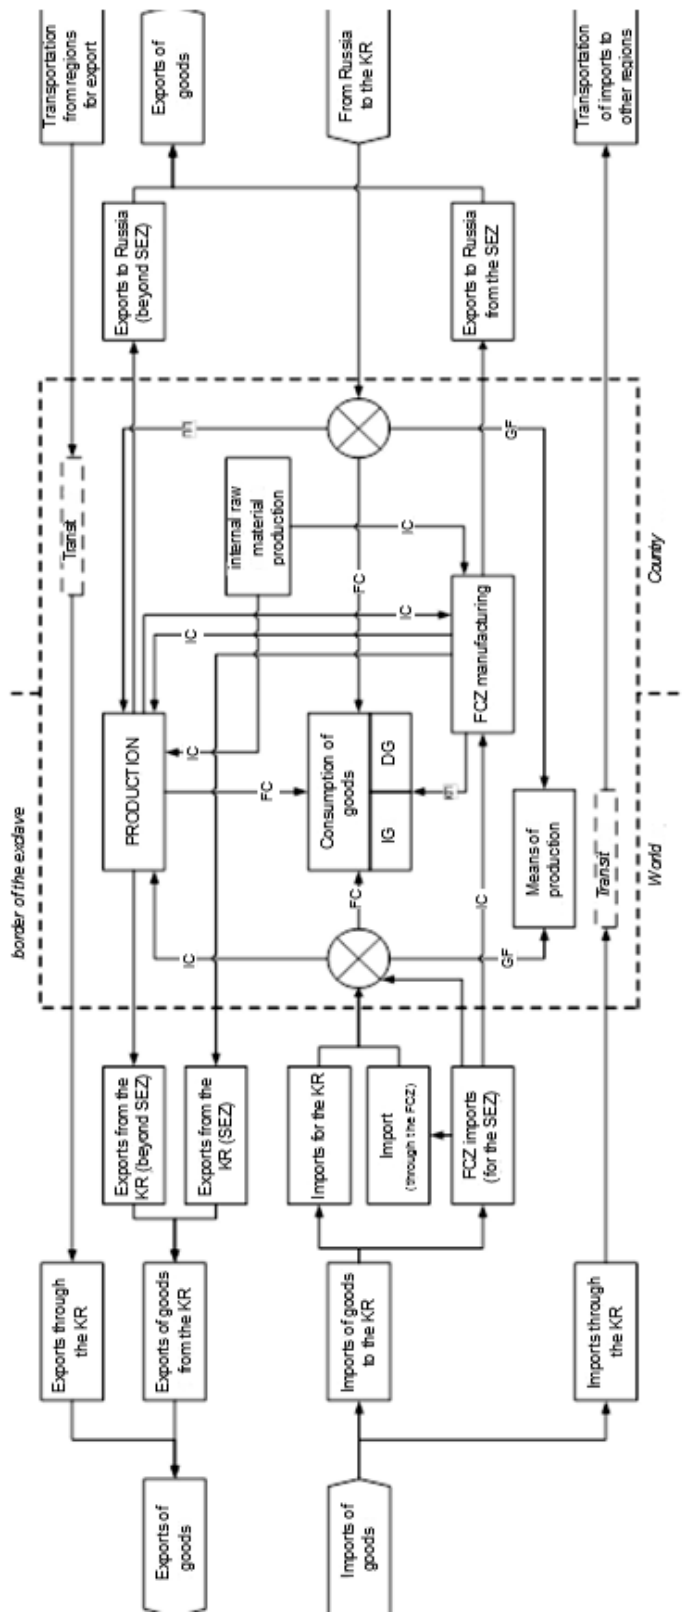 border of the exclave
Exports through
the KR
Transit
Transportation
from regions
for export
Exports of
goods
Exports of goods
from the KR
Exports from the
KR (beyond SEZ)
Exports from the
KR (SEZ)
PRODUCTION
Exports to Russia
(beyond SEZ)
Exports of
goods
IC
IC
IC
IC
FC
internal raw
material
production
Imports of
goods
Imports of goods
to the KR
Imports for the KR
Import
(through the FCZ)
FCZ imports
(for the SEZ)
FC
Consumption of
goods
IG
DG
FC
From Russia
to the KR
IC
IC
FCZ manufacturing
Exports to Russia
from the SEZ
GF
GF
Means of
production
Imports through
the KR
Transit
Transportation
of imports to
other regions
World
Country